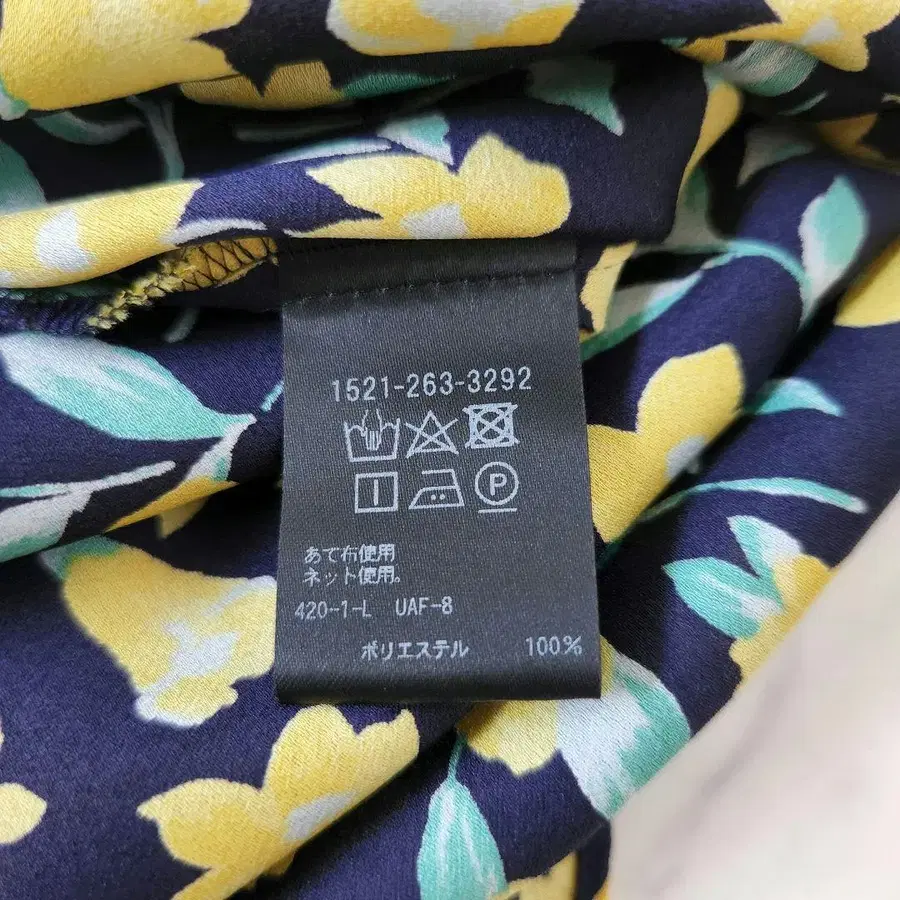 1521-263-3292
P
あて布使用
ネット使用。
420-1-L UAF-8
ポリエステル 100%